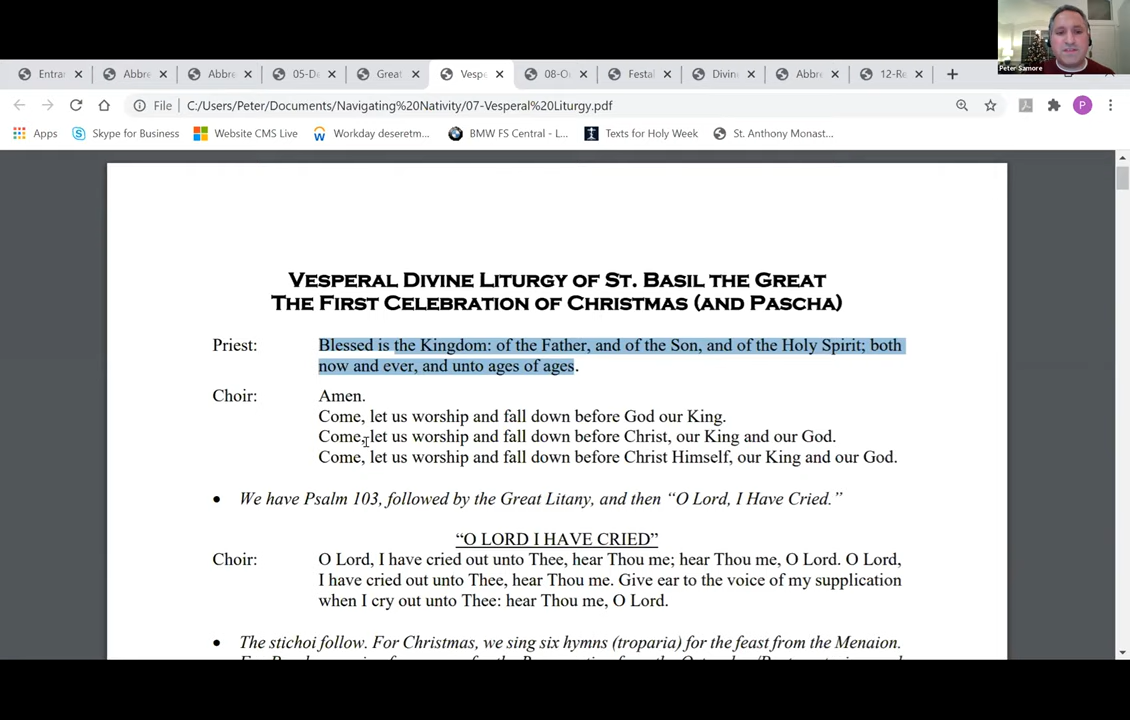 Peter Samore
Entra Abbre Abbre 05-De Great Vespe 08-O Festal Divin Abbre 12-Re
File C:/Users/Peter/Documents/Navigating%20Nativity/07-Vesperal%20Liturgy.pdf P
Apps Skype for Business Website CMS Live Workday deseretm... BMW FS Central - L... Texts for Holy Week St. Anthony Monast...
VESPERAL DIVINE LITURGY OF ST. BASIL THE GREAT
THE FIRST CELEBRATION OF CHRISTMAS (AND PASCHA)
Priest: Blessed is the Kingdom: of the Father, and of the Son, and of the Holy Spirit; both
now and ever, and unto ages of ages.
Choir: Amen.
Come, let us worship and fall down before God our King.
Come, let us worship and fall down before Christ, our King and our God.
Come, let us worship and fall down before Christ Himself, our King and our God.
• We have Psalm 103, followed by the Great Litany, and then “O Lord, I Have Cried.”
“O LORD I HAVE CRIED”
Choir: O Lord, I have cried out unto Thee, hear Thou me; hear Thou me, O Lord. O Lord,
I have cried out unto Thee, hear Thou me. Give ear to the voice of my supplication
when I cry out unto Thee: hear Thou me, O Lord.
• The stichoi follow. For Christmas, we sing six hymns (troparia) for the feast from the Menaion.